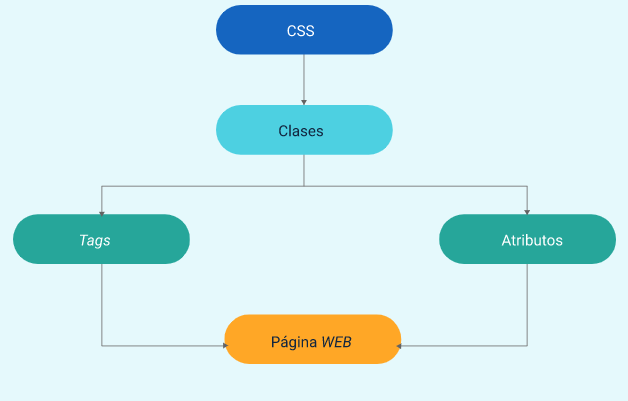 CSS
Clases
Tags
Atributos
Página WEB